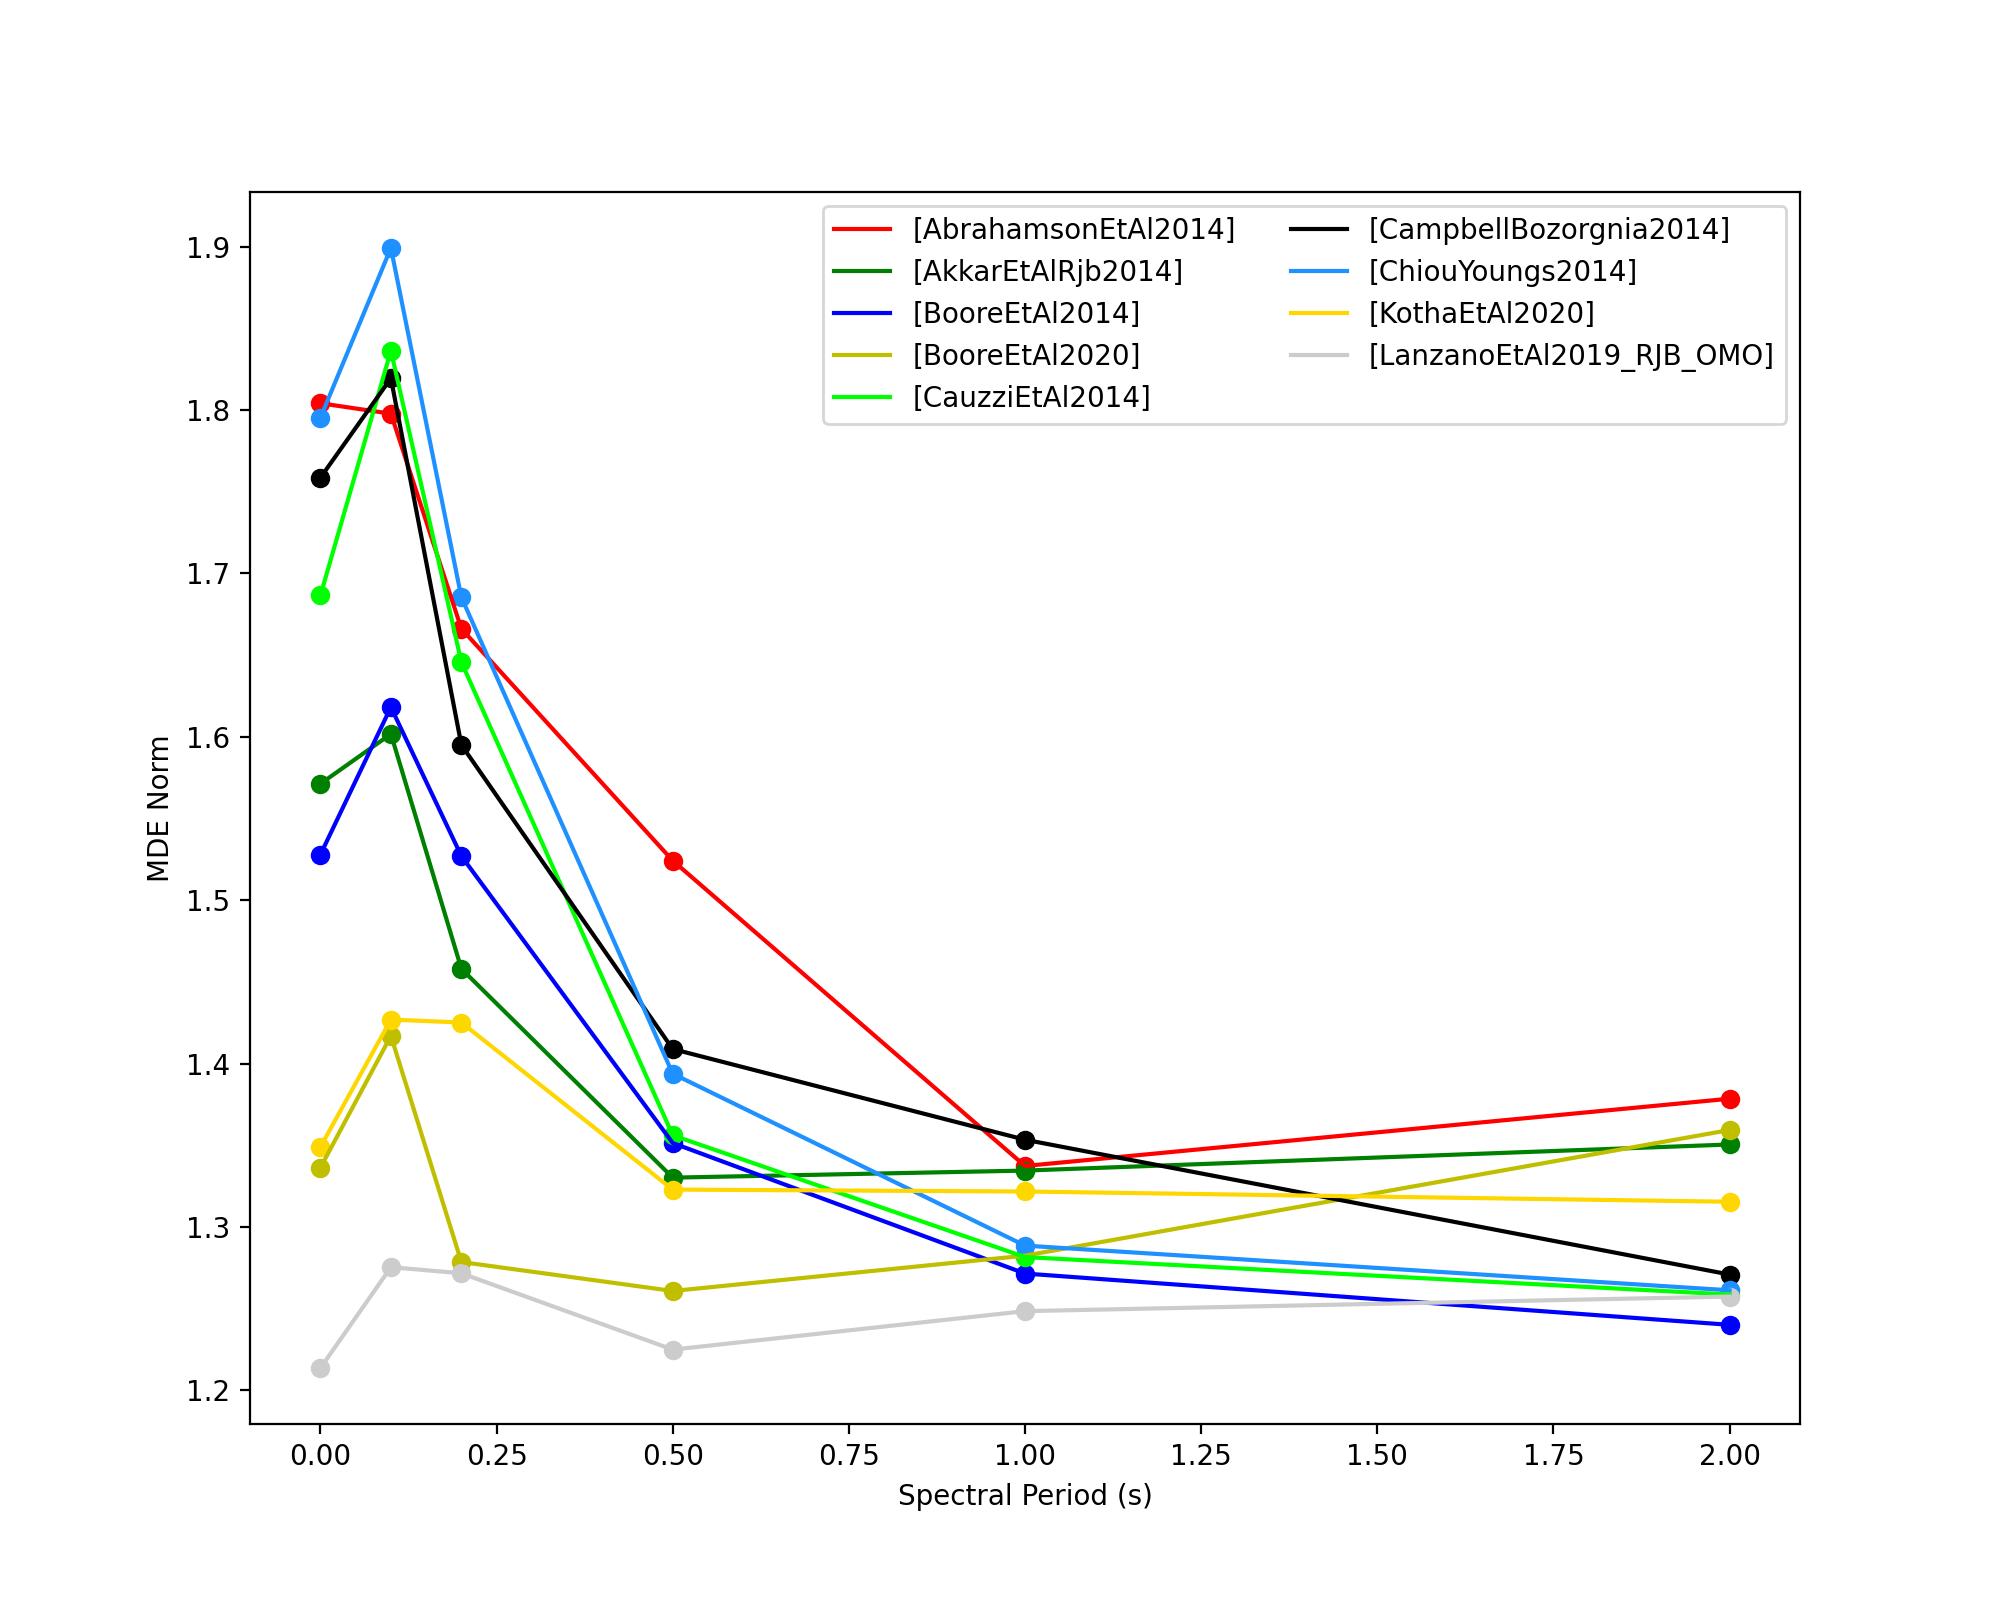 [AbrahamsonEtAl2014]
[AkkarEtAlRjb2014]
[BooreEtAl2014]
[BooreEtAl2020]
[CauzziEtAl2014]
[CampbellBozorgnia2014]
[ChiouYoungs2014]
[KothaEtAl2020]
[LanzanoEtAl2019_RJB_OMO]
MDE Norm
1.9
1.8
1.7
1.6
1.5
1.4
1.3
1.2
0.00 0.25 0.50 0.75 1.00 1.25 1.50 1.75 2.00
Spectral Period (s)